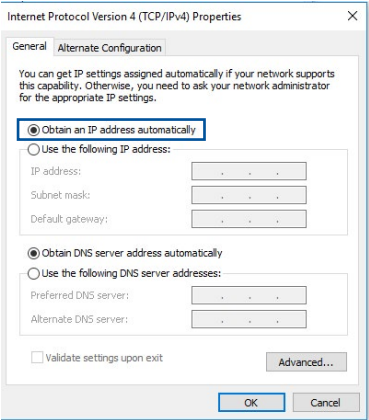 Internet Protocol Version 4 (TCP/IPv4) Properties
General
Alternate Configuration
You can get IP settings assigned automatically if your network supports
this capability. Otherwise, you need to ask your network administrator
for the appropriate IP settings.
Obtain an IP address automatically
Use the following IP address:
IP address:
Subnet mask:
Default gateway:
Obtain DNS server address automatically
Use the following DNS server addresses:
Preferred DNS server:
Alternate DNS server:
Validate settings upon exit
Advanced...
OK
Cancel